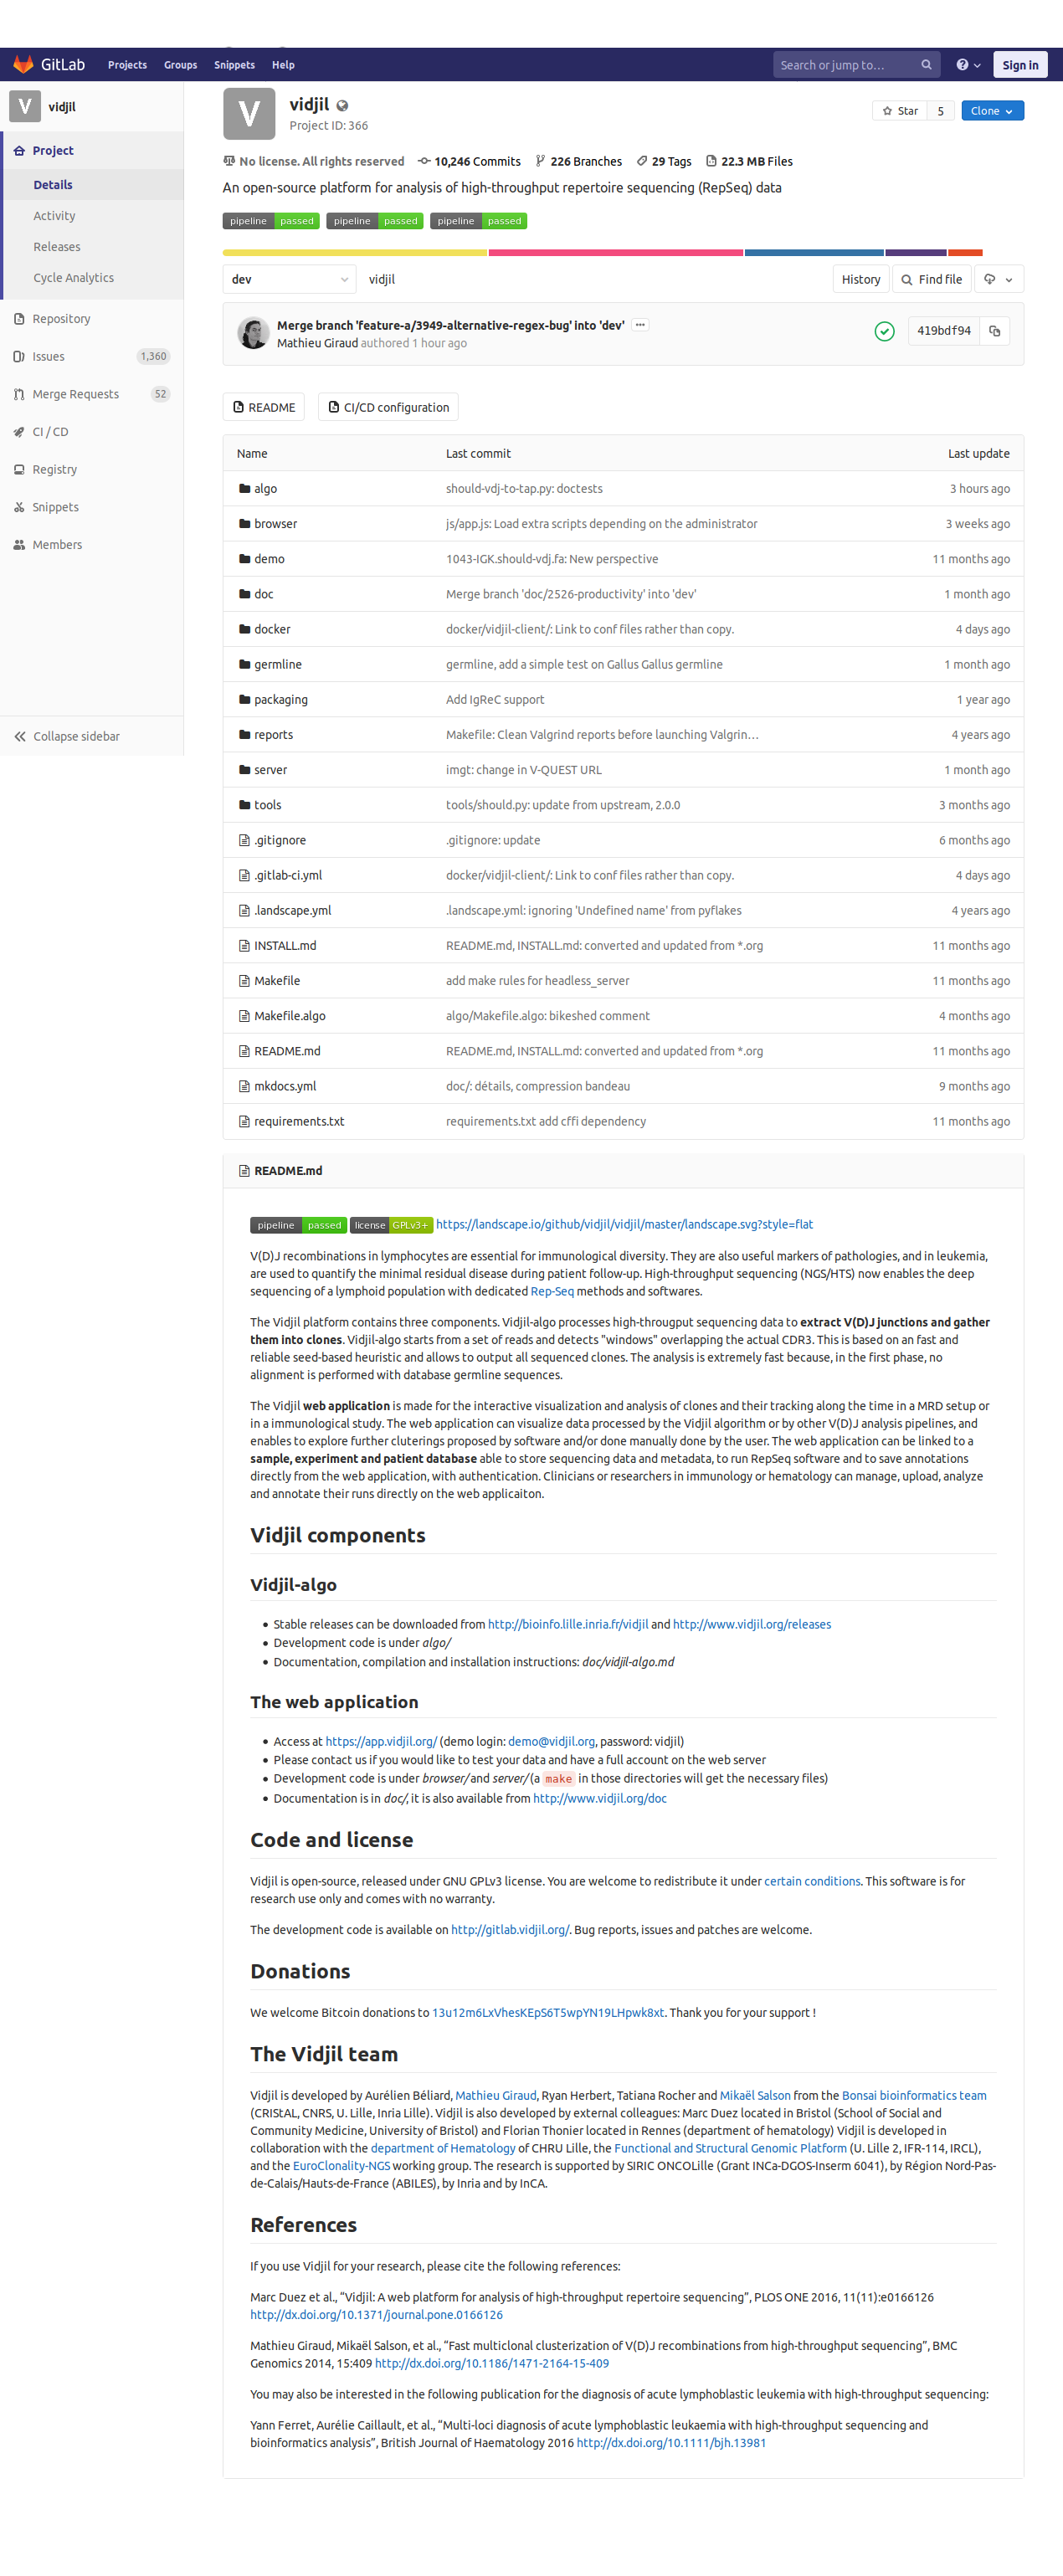 GitLab Projects Groups Snippets Help Search or jump to… Sign in
V vidjil
Project
Details
Activity
Releases
Cycle Analytics
Repository
Issues 1,360
Merge Requests 52
CI / CD
Registry
Snippets
Members
Collapse sidebar
V vidjil
Project ID: 366
Star 5 Clone
No license. All rights reserved 10,246 Commits 226 Branches 29 Tags 22.3 MB Files
An open-source platform for analysis of high-throughput repertoire sequencing (RepSeq) data
pipeline passed pipeline passed pipeline passed
dev vidjil History Find file
Merge branch 'feature-a/3949-alternative-regex-bug' into 'dev'
Mathieu Giraud authored 1 hour ago
419bdf94
README CI/CD configuration
Name Last commit Last update
algo should-vdj-to-tap.py: doctests 3 hours ago
browser js/app.js: Load extra scripts depending on the administrator 3 weeks ago
demo 1043-IGK.should-vdj.fa: New perspective 11 months ago
doc Merge branch 'doc/2526-productivity' into 'dev' 1 month ago
docker docker/vidjil-client/: Link to conf files rather than copy. 4 days ago
germline germline, add a simple test on Gallus Gallus germline 1 month ago
packaging Add IgReC support 1 year ago
reports Makefile: Clean Valgrind reports before launching Valgrin… 4 years ago
server imgt: change in V-QUEST URL 1 month ago
tools tools/should.py: update from upstream, 2.0.0 3 months ago
.gitignore .gitignore: update 6 months ago
.gitlab-ci.yml docker/vidjil-client/: Link to conf files rather than copy. 4 days ago
.landscape.yml .landscape.yml: ignoring 'Undefined name' from pyflakes 4 years ago
INSTALL.md README.md, INSTALL.md: converted and updated from *.org 11 months ago
Makefile add make rules for headless_server 11 months ago
Makefile.algo algo/Makefile.algo: bikeshed comment 4 months ago
README.md README.md, INSTALL.md: converted and updated from *.org 11 months ago
mkdocs.yml doc/: détails, compression bandeau 9 months ago
requirements.txt requirements.txt add cffi dependency 11 months ago
README.md
pipeline passed license GPLv3+ https://landscape.io/github/vidjil/vidjil/master/landscape.svg?style=flat
V(D)J recombinations in lymphocytes are essential for immunological diversity. They are also useful markers of pathologies, and in leukemia,
are used to quantify the minimal residual disease during patient follow-up. High-throughput sequencing (NGS/HTS) now enables the deep
sequencing of a lymphoid population with dedicated Rep-Seq methods and softwares.
The Vidjil platform contains three components. Vidjil-algo processes high-througput sequencing data to extract V(D)J junctions and gather
them into clones. Vidjil-algo starts from a set of reads and detects "windows" overlapping the actual CDR3. This is based on an fast and
reliable seed-based heuristic and allows to output all sequenced clones. The analysis is extremely fast because, in the first phase, no
alignment is performed with database germline sequences.
The Vidjil web application is made for the interactive visualization and analysis of clones and their tracking along the time in a MRD setup or
in a immunological study. The web application can visualize data processed by the Vidjil algorithm or by other V(D)J analysis pipelines, and
enables to explore further cluterings proposed by software and/or done manually done by the user. The web application can be linked to a
sample, experiment and patient database able to store sequencing data and metadata, to run RepSeq software and to save annotations
directly from the web application, with authentication. Clinicians or researchers in immunology or hematology can manage, upload, analyze
and annotate their runs directly on the web applicaiton.
Vidjil components
Vidjil-algo
• Stable releases can be downloaded from http://bioinfo.lille.inria.fr/vidjil and http://www.vidjil.org/releases
• Development code is under algo/
• Documentation, compilation and installation instructions: doc/vidjil-algo.md
The web application
• Access at https://app.vidjil.org/ (demo login: demo@vidjil.org, password: vidjil)
• Please contact us if you would like to test your data and have a full account on the web server
• Development code is under browser/ and server/ (a make in those directories will get the necessary files)
• Documentation is in doc/, it is also available from http://www.vidjil.org/doc
Code and license
Vidjil is open-source, released under GNU GPLv3 license. You are welcome to redistribute it under certain conditions. This software is for
research use only and comes with no warranty.
The development code is available on http://gitlab.vidjil.org/. Bug reports, issues and patches are welcome.
Donations
We welcome Bitcoin donations to 13u12m6LxVhesKEpS6T5wpYN19LHpwk8xt. Thank you for your support !
The Vidjil team
Vidjil is developed by Aurélien Béliard, Mathieu Giraud, Ryan Herbert, Tatiana Rocher and Mikaël Salson from the Bonsai bioinformatics team
(CRIStAL, CNRS, U. Lille, Inria Lille). Vidjil is also developed by external colleagues: Marc Duez located in Bristol (School of Social and
Community Medicine, University of Bristol) and Florian Thonier located in Rennes (department of hematology) Vidjil is developed in
collaboration with the department of Hematology of CHRU Lille, the Functional and Structural Genomic Platform (U. Lille 2, IFR-114, IRCL),
and the EuroClonality-NGS working group. The research is supported by SIRIC ONCOLille (Grant INCa-DGOS-Inserm 6041), by Région Nord-Pas-
de-Calais/Hauts-de-France (ABILES), by Inria and by InCA.
References
If you use Vidjil for your research, please cite the following references:
Marc Duez et al., “Vidjil: A web platform for analysis of high-throughput repertoire sequencing”, PLOS ONE 2016, 11(11):e0166126
http://dx.doi.org/10.1371/journal.pone.0166126
Mathieu Giraud, Mikaël Salson, et al., “Fast multiclonal clusterization of V(D)J recombinations from high-throughput sequencing”, BMC
Genomics 2014, 15:409 http://dx.doi.org/10.1186/1471-2164-15-409
You may also be interested in the following publication for the diagnosis of acute lymphoblastic leukemia with high-throughput sequencing:
Yann Ferret, Aurélie Caillault, et al., “Multi-loci diagnosis of acute lymphoblastic leukaemia with high-throughput sequencing and
bioinformatics analysis”, British Journal of Haematology 2016 http://dx.doi.org/10.1111/bjh.13981